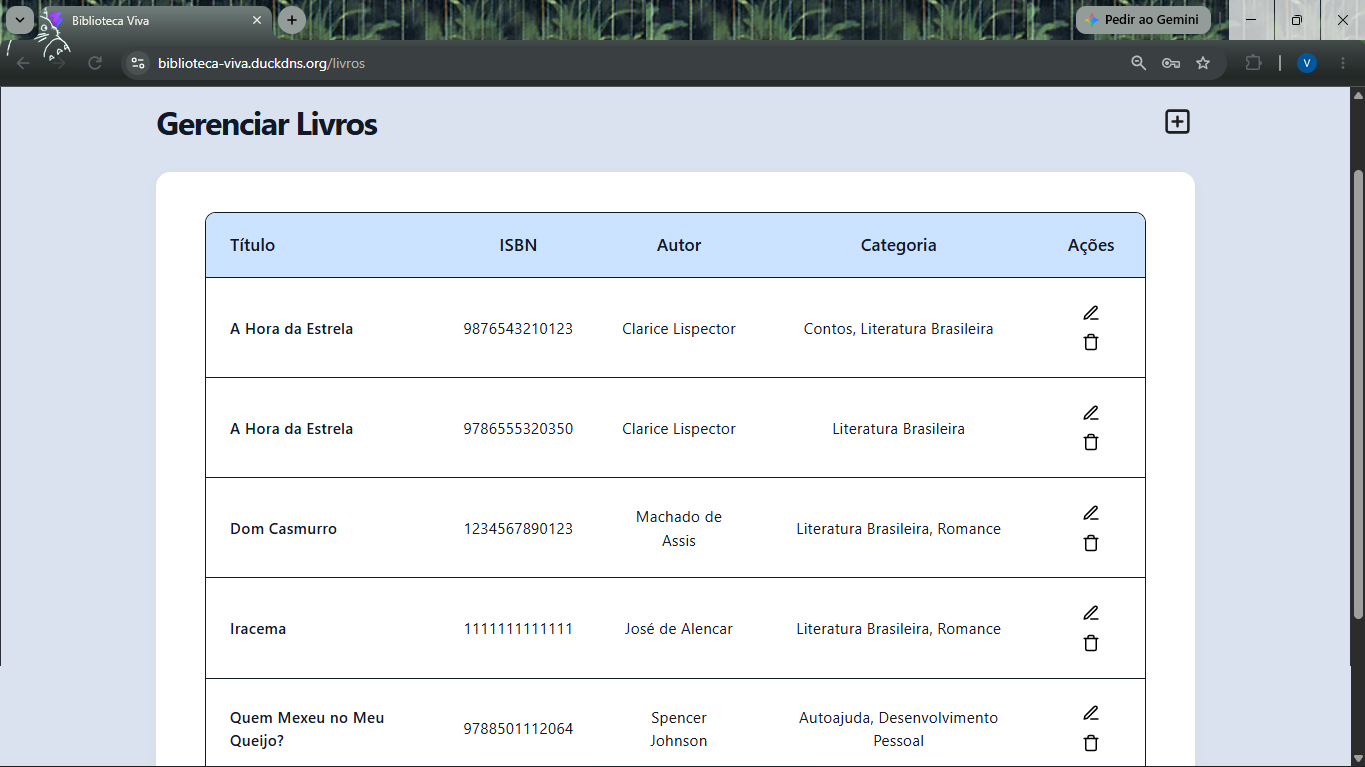 Biblioteca Viva
Pedir ao Gemini
biblioteca-viva.duckdns.org/livros
V
Gerenciar Livros
Título ISBN Autor Categoria Ações
A Hora da Estrela 9876543210123 Clarice Lispector Contos, Literatura Brasileira
A Hora da Estrela 9786555320350 Clarice Lispector Literatura Brasileira
Dom Casmurro 1234567890123 Machado de Assis Literatura Brasileira, Romance
Iracema 1111111111111 José de Alencar Literatura Brasileira, Romance
Quem Mexeu no Meu Queijo? 9788501112064 Spencer Johnson Autoajuda, Desenvolvimento Pessoal